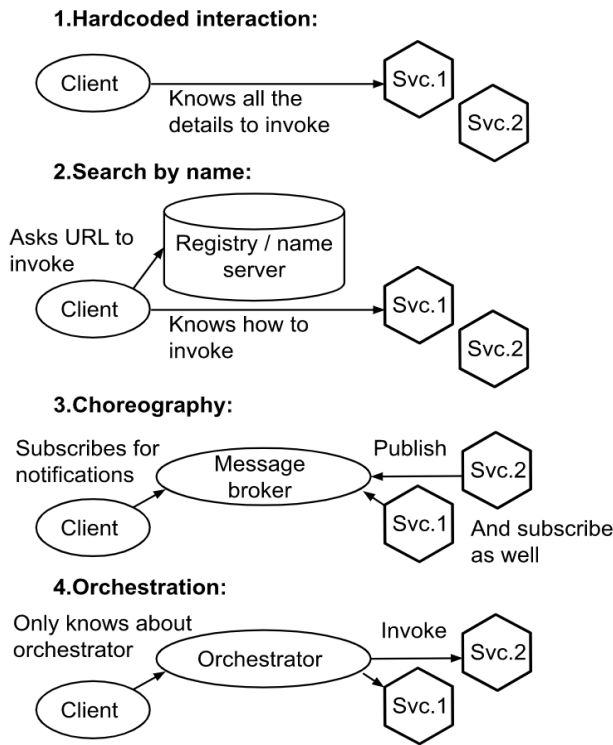 1.Hardcoded interaction:
Client
Svc.1
Knows all the
details to invoke
Svc.2
2.Search by name:
Asks URL to
invoke
Registry / name
server
Client
Svc.1
Knows how to
invoke
Svc.2
3.Choreography:
Subscribes for
notifications
Message
broker
Publish
Svc.2
Client
Svc.1
And subscribe
as well
4.Orchestration:
Only knows about
orchestrator
Orchestrator
Invoke
Svc.2
Client
Svc.1